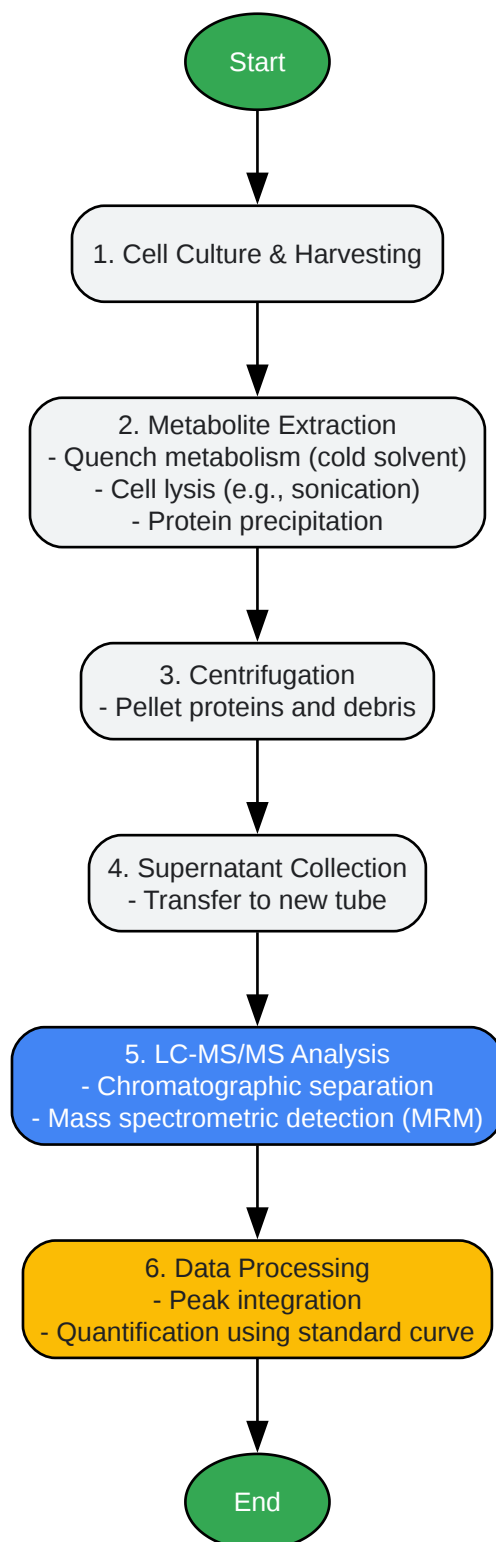 Start
1. Cell Culture & Harvesting
2. Metabolite Extraction
- Quench metabolism (cold solvent)
- Cell lysis (e.g., sonication)
- Protein precipitation
3. Centrifugation
- Pellet proteins and debris
4. Supernatant Collection
- Transfer to new tube
5. LC-MS/MS Analysis
- Chromatographic separation
- Mass spectrometric detection (MRM)
6. Data Processing
- Peak integration
- Quantification using standard curve
End